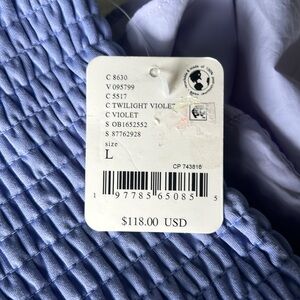 C 8630
V 095799
C 5517
C TWILIGHT VIOLET
C VIOLET
S OB1652552
S 87762928
size
L
CP 743816
1 97785 65085 5
$118.00 USD